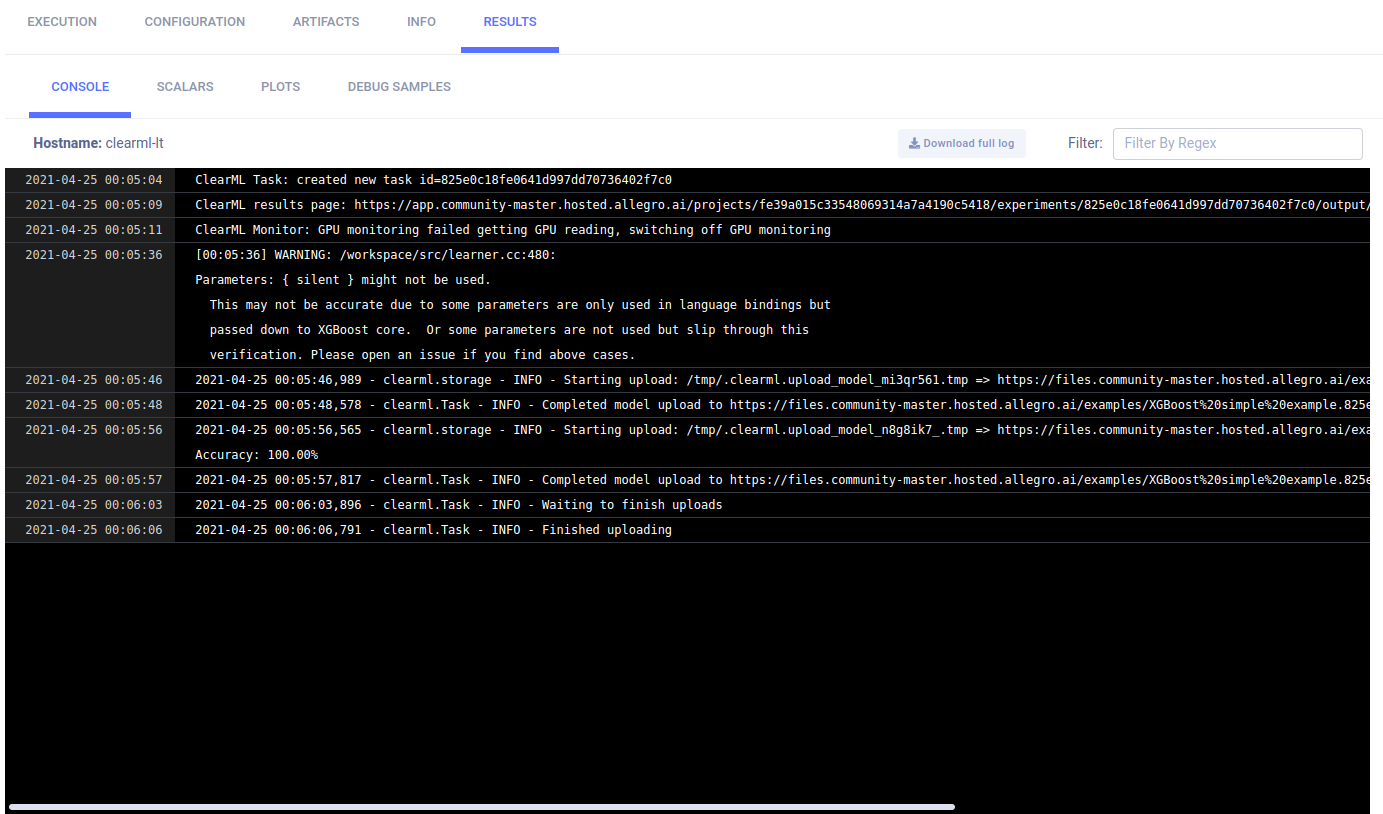 EXECUTION CONFIGURATION ARTIFACTS INFO RESULTS
CONSOLE SCALARS PLOTS DEBUG SAMPLES
Hostname: clearml-lt Download full log Filter: Filter By Regex
2021-04-25 00:05:04 ClearML Task: created new task id=825e0c18fe0641d997dd70736402f7c0
2021-04-25 00:05:09 ClearML results page: https://app.community-master.hosted.allegro.ai/projects/fe39a015c33548069314a7a4190c5418/experiments/825e0c18fe0641d997dd70736402f7c0/output/
2021-04-25 00:05:11 ClearML Monitor: GPU monitoring failed getting GPU reading, switching off GPU monitoring
2021-04-25 00:05:36 [00:05:36] WARNING: /workspace/src/learner.cc:480:
Parameters: { silent } might not be used.
This may not be accurate due to some parameters are only used in language bindings but
passed down to XGBoost core.  Or some parameters are not used but slip through this
verification. Please open an issue if you find above cases.
2021-04-25 00:05:46 2021-04-25 00:05:46,989 - clearml.storage - INFO - Starting upload: /tmp/.clearml.upload_model_mi3qr561.tmp => https://files.community-master.hosted.allegro.ai/exa
2021-04-25 00:05:48 2021-04-25 00:05:48,578 - clearml.Task - INFO - Completed model upload to https://files.community-master.hosted.allegro.ai/examples/XGBoost%20simple%20example.825e
2021-04-25 00:05:56 2021-04-25 00:05:56,565 - clearml.storage - INFO - Starting upload: /tmp/.clearml.upload_model_n8g8ik7_.tmp => https://files.community-master.hosted.allegro.ai/exa
Accuracy: 100.00%
2021-04-25 00:05:57 2021-04-25 00:05:57,817 - clearml.Task - INFO - Completed model upload to https://files.community-master.hosted.allegro.ai/examples/XGBoost%20simple%20example.825e
2021-04-25 00:06:03 2021-04-25 00:06:03,896 - clearml.Task - INFO - Waiting to finish uploads
2021-04-25 00:06:06 2021-04-25 00:06:06,791 - clearml.Task - INFO - Finished uploading